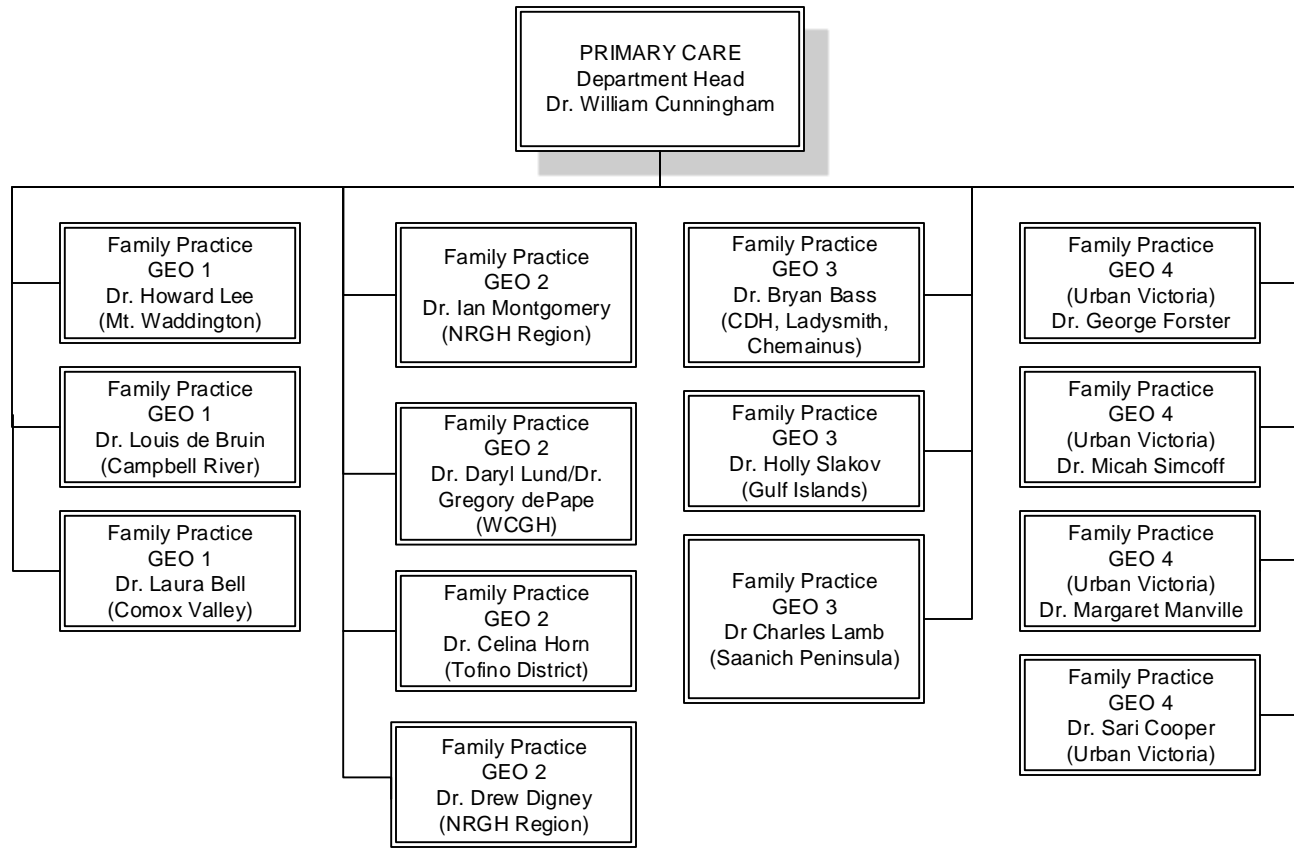 PRIMARY CARE
Department Head
Dr. William Cunningham
Family Practice
GEO 1
Dr. Howard Lee
(Mt. Waddington)
Family Practice
GEO 1
Dr. Louis de Bruin
(Campbell River)
Family Practice
GEO 1
Dr. Laura Bell
(Comox Valley)
Family Practice
GEO 2
Dr. Ian Montgomery
(NRGH Region)
Family Practice
GEO 2
Dr. Daryl Lund/Dr.
Gregory dePape
(WCGH)
Family Practice
GEO 2
Dr. Celina Horn
(Tofino District)
Family Practice
GEO 2
Dr. Drew Digney
(NRGH Region)
Family Practice
GEO 3
Dr. Bryan Bass
(CDH, Ladysmith,
Chemainus)
Family Practice
GEO 3
Dr. Holly Slakov
(Gulf Islands)
Family Practice
GEO 3
Dr Charles Lamb
(Saanich Peninsula)
Family Practice
GEO 4
(Urban Victoria)
Dr. George Forster
Family Practice
GEO 4
(Urban Victoria)
Dr. Micah Simcoff
Family Practice
GEO 4
(Urban Victoria)
Dr. Margaret Manville
Family Practice
GEO 4
Dr. Sari Cooper
(Urban Victoria)